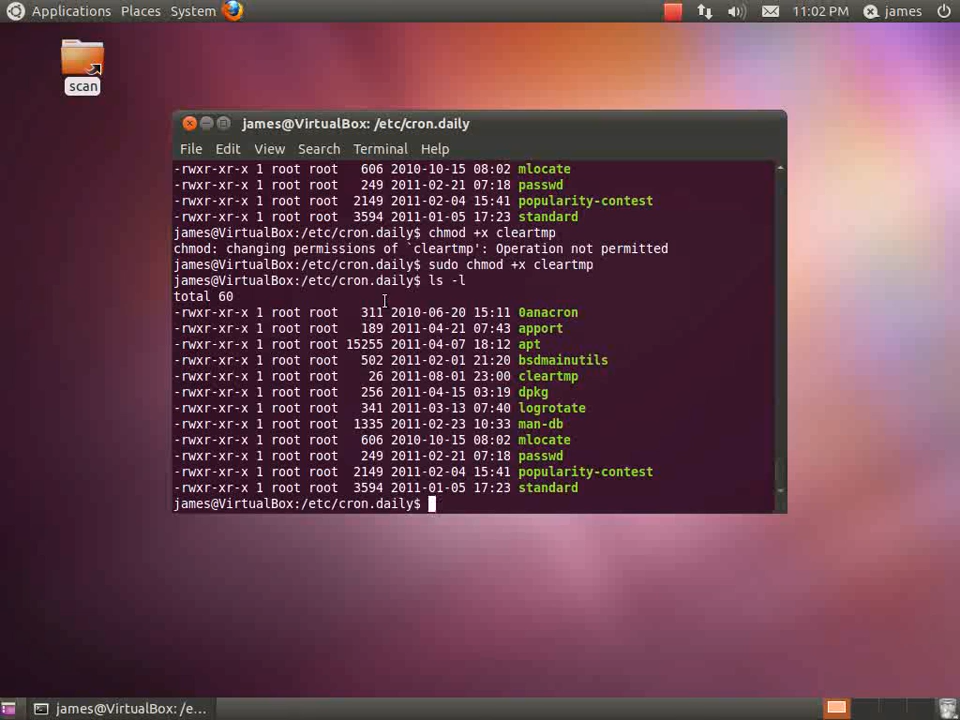 Applications Places System 11:02 PM james
scan
james@VirtualBox: /etc/cron.daily
File Edit View Search Terminal Help
-rwxr-xr-x 1 root root   606 2010-10-15 08:02 mlocate
-rwxr-xr-x 1 root root   249 2011-02-21 07:18 passwd
-rwxr-xr-x 1 root root  2149 2011-02-04 15:41 popularity-contest
-rwxr-xr-x 1 root root  3594 2011-01-05 17:23 standard
james@VirtualBox:/etc/cron.daily$ chmod +x cleartmp
chmod: changing permissions of `cleartmp': Operation not permitted
james@VirtualBox:/etc/cron.daily$ sudo chmod +x cleartmp
james@VirtualBox:/etc/cron.daily$ ls -l
total 60
-rwxr-xr-x 1 root root   311 2010-06-20 15:11 0anacron
-rwxr-xr-x 1 root root   189 2011-04-21 07:43 apport
-rwxr-xr-x 1 root root 15255 2011-04-07 18:12 apt
-rwxr-xr-x 1 root root   502 2011-02-01 21:20 bsdmainutils
-rwxr-xr-x 1 root root    26 2011-08-01 23:00 cleartmp
-rwxr-xr-x 1 root root   256 2011-04-15 03:19 dpkg
-rwxr-xr-x 1 root root   341 2011-03-13 07:40 logrotate
-rwxr-xr-x 1 root root  1335 2011-02-23 10:33 man-db
-rwxr-xr-x 1 root root   606 2010-10-15 08:02 mlocate
-rwxr-xr-x 1 root root   249 2011-02-21 07:18 passwd
-rwxr-xr-x 1 root root  2149 2011-02-04 15:41 popularity-contest
-rwxr-xr-x 1 root root  3594 2011-01-05 17:23 standard
james@VirtualBox:/etc/cron.daily$
james@VirtualBox: /e...